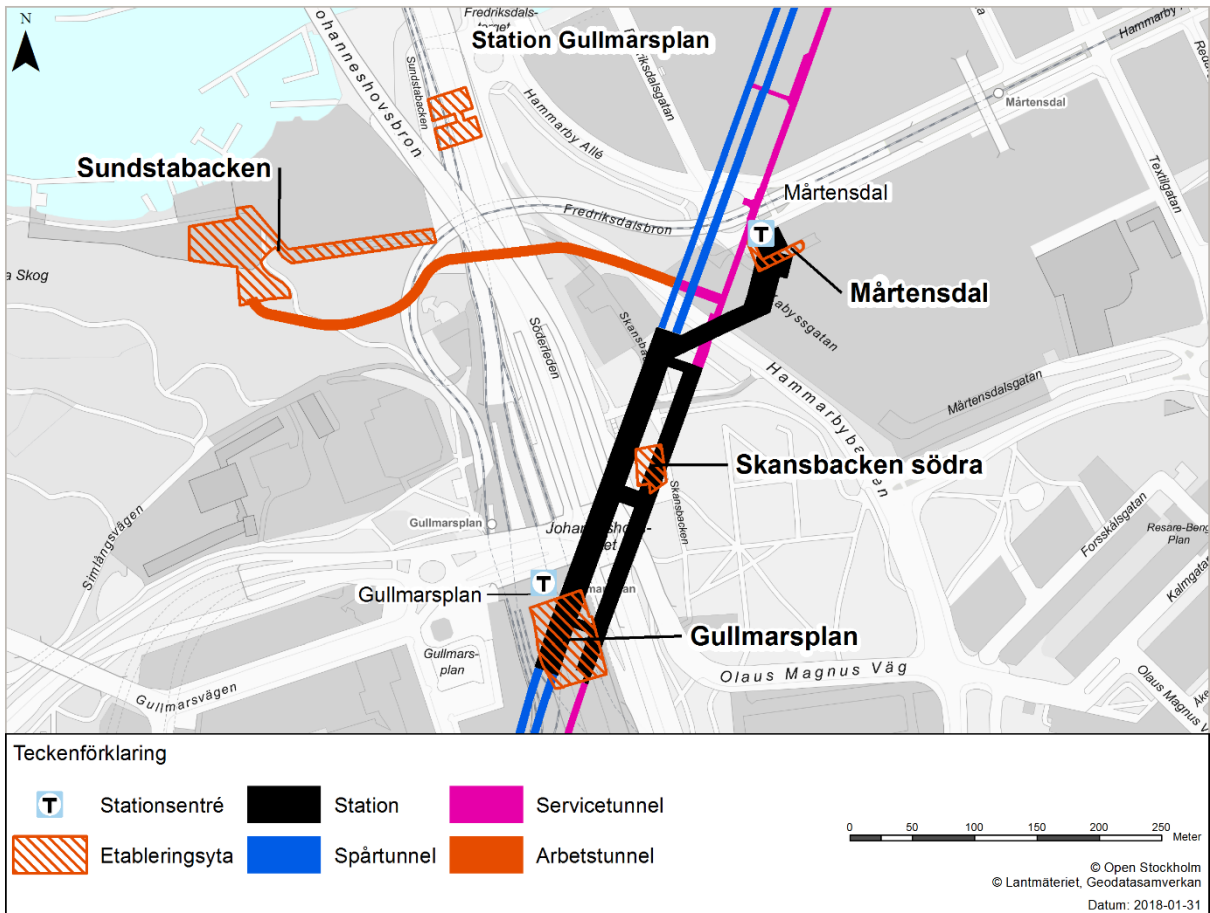 N
Station Gullmarsplan
Fredriksdals-
torget
Johanneshovsbron
Sundstabacken
Hammarby Allé
Fredriksdalsgatan
Mårtensdal
Textilgatan
Sundstabacken
Fredriksdalsbron
Mårtensdal
a Skog
Mårtensdal
Söderleden
Hammarbybacken
Mårtensdalsgatan
Skansbacken södra
Skansbacken
Gullmarsplan
Simlångsvägen
Forsskålsgatan
Resare-Beng
Plan
Kalmgatan
Gullmarsplan
Gullmarsplan
Gullmars-
plan
Gullmarsvägen
Olaus Magnus Väg
Olaus Magnus V
Åke
Teckenförklaring
T Stationsentré
Station
Servicetunnel
Etableringsyta
Spårtunnel
Arbetstunnel
0 50 100 150 200 250
Meter
© Open Stockholm
© Lantmäteriet, Geodatasamverkan
Datum: 2018-01-31